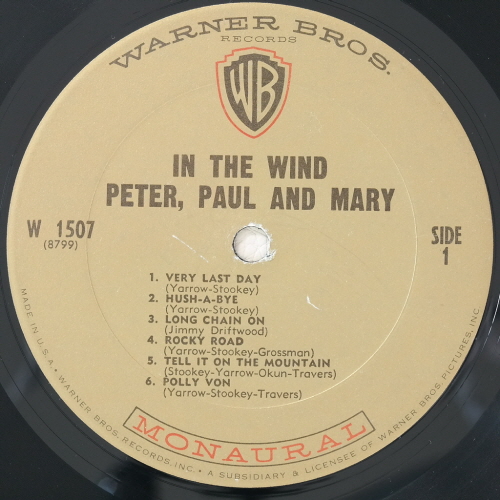 WARNER BROS.
RECORDS
WB
IN THE WIND
PETER, PAUL AND MARY
W 1507
(8799)
SIDE
1
1. VERY LAST DAY
(Yarrow-Stookey)
2. HUSH-A-BYE
(Yarrow-Stookey)
3. LONG CHAIN ON
(Jimmy Driftwood)
4. ROCKY ROAD
(Yarrow-Stookey-Grossman)
5. TELL IT ON THE MOUNTAIN
(Stookey-Yarrow-Okun-Travers)
6. POLLY VON
(Yarrow-Stookey-Travers)
MONAURAL
MADE IN U.S.A. • WARNER BROS. RECORDS, INC. • A SUBSIDIARY & LICENSEE OF WARNER BROS. PICTURES, INC.